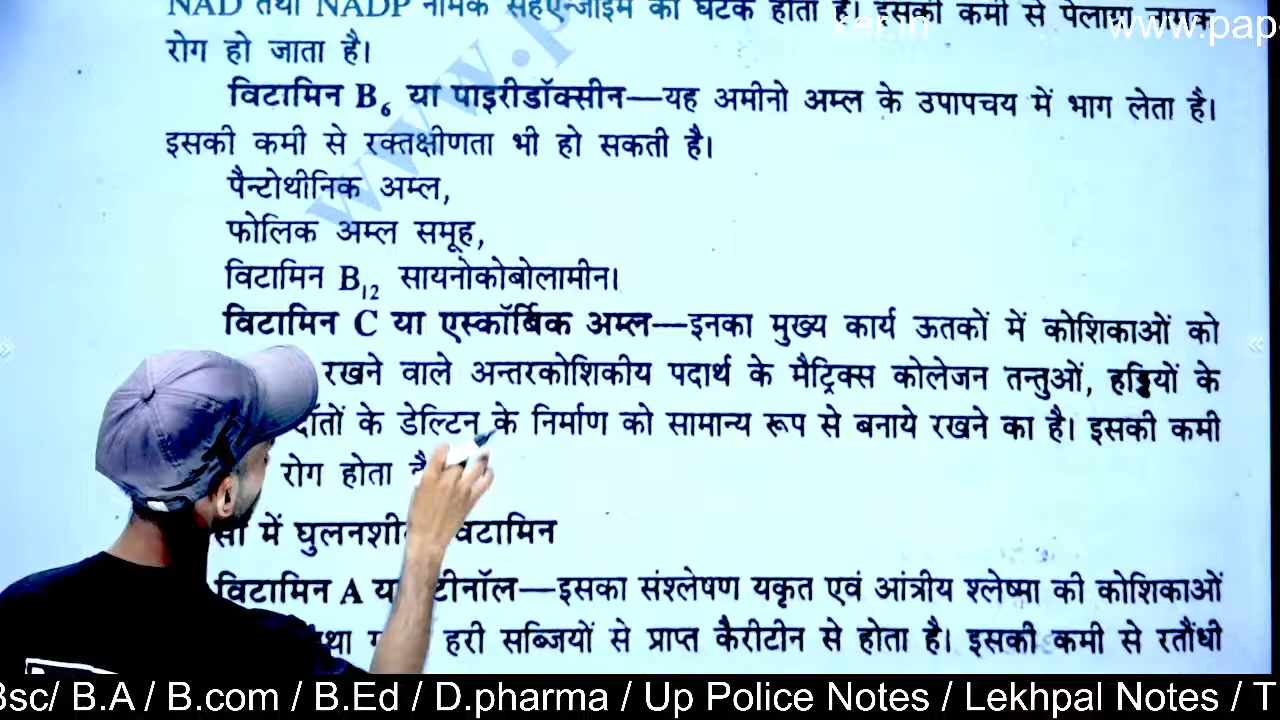 NAD तथा NADP नामक सहएन्जाइम का घटक होता है। इसकी कमी से पेलाग्रा नामक
ker.in
www.pap
रोग हो जाता है।
विटामिन B6 या पाइरीडॉक्सीन—यह अमीनो अम्ल के उपापचय में भाग लेता है।
इसकी कमी से रक्तक्षीणता भी हो सकती है।
पैन्टोथीनिक अम्ल,
फोलिक अम्ल समूह,
विटामिन B12 सायनोकोबोलामीन।
विटामिन C या एस्कॉर्बिक अम्ल—इनका मुख्य कार्य ऊतकों में कोशिकाओं को
रखने वाले अन्तरकोशिकीय पदार्थ के मैट्रिक्स कोलेजन तन्तुओं, हड्डियों के
दाँतों के डेल्टिन के निर्माण को सामान्य रूप से बनाये रखने का है। इसकी कमी
रोग होता
में घुलनशी विटामिन
विटामिन A या टीनॉल—इसका संश्लेषण यकृत एवं आंत्रीय श्लेष्मा की कोशिकाओं
हरी सब्जियों से प्राप्त कैरीटीन से होता है। इसकी कमी से रतौंधी
www.p
Bsc/ B.A / B.com / B.Ed / D.pharma / Up Police Notes / Lekhpal Notes / T